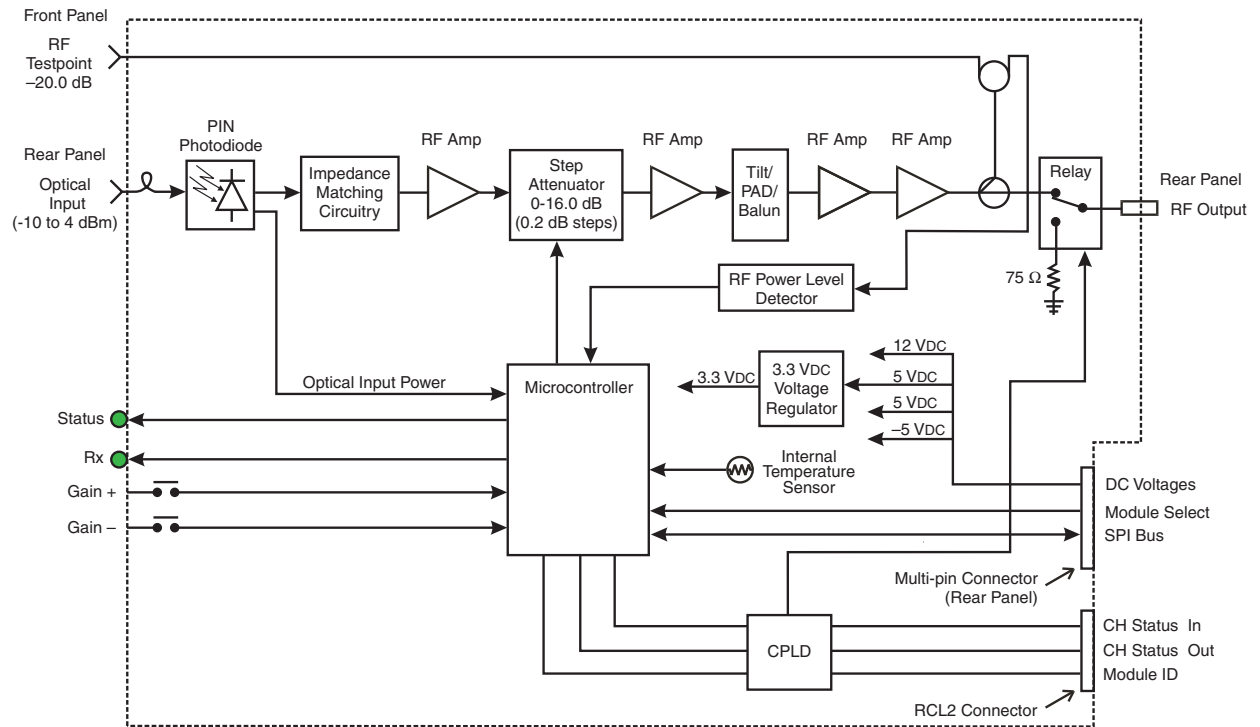 Front Panel
RF
Testpoint
–20.0 dB
Rear Panel
Optical
Input
(-10 to 4 dBm)
PIN
Photodiode
Impedance
Matching
Circuitry
RF Amp
Step
Attenuator
0-16.0 dB
(0.2 dB steps)
RF Amp
Tilt/
PAD/
Balun
RF Amp
RF Amp
Relay
Rear Panel
RF Output
75 Ω
RF Power Level
Detector
Optical Input Power
Microcontroller
3.3 VDC
3.3 VDC
Voltage
Regulator
12 VDC
5 VDC
5 VDC
–5 VDC
Status
Rx
Gain +
Gain –
Internal
Temperature
Sensor
DC Voltages
Module Select
SPI Bus
Multi-pin Connector
(Rear Panel)
CPLD
CH Status In
CH Status Out
Module ID
RCL2 Connector